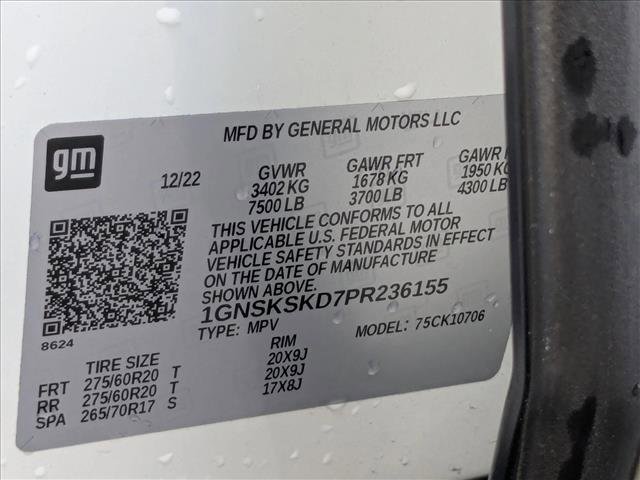 gm
MFD BY GENERAL MOTORS LLC
12/22 GVWR GAWR FRT GAWR
3402 KG 1678 KG 1950 KG
7500 LB 3700 LB 4300 LB
THIS VEHICLE CONFORMS TO ALL
APPLICABLE U.S. FEDERAL MOTOR
VEHICLE SAFETY STANDARDS IN EFFECT
ON THE DATE OF MANUFACTURE
SHOWN ABOVE.
1GNSKSKD7PR236155
TYPE: MPV MODEL: 75CK10706
8624
TIRE SIZE RIM
FRT 275/60R20 T 20X9J
RR 275/60R20 T 20X9J
SPA 265/70R17 S 17X8J